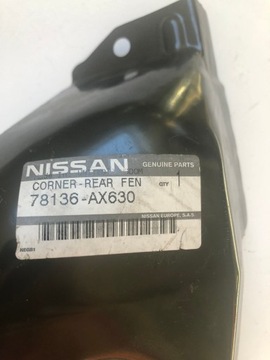 NISSAN
GENUINE PARTS
CORNER-REAR FEN
QTY
1
78136-AX630
NISSAN EUROPE, S.A.S